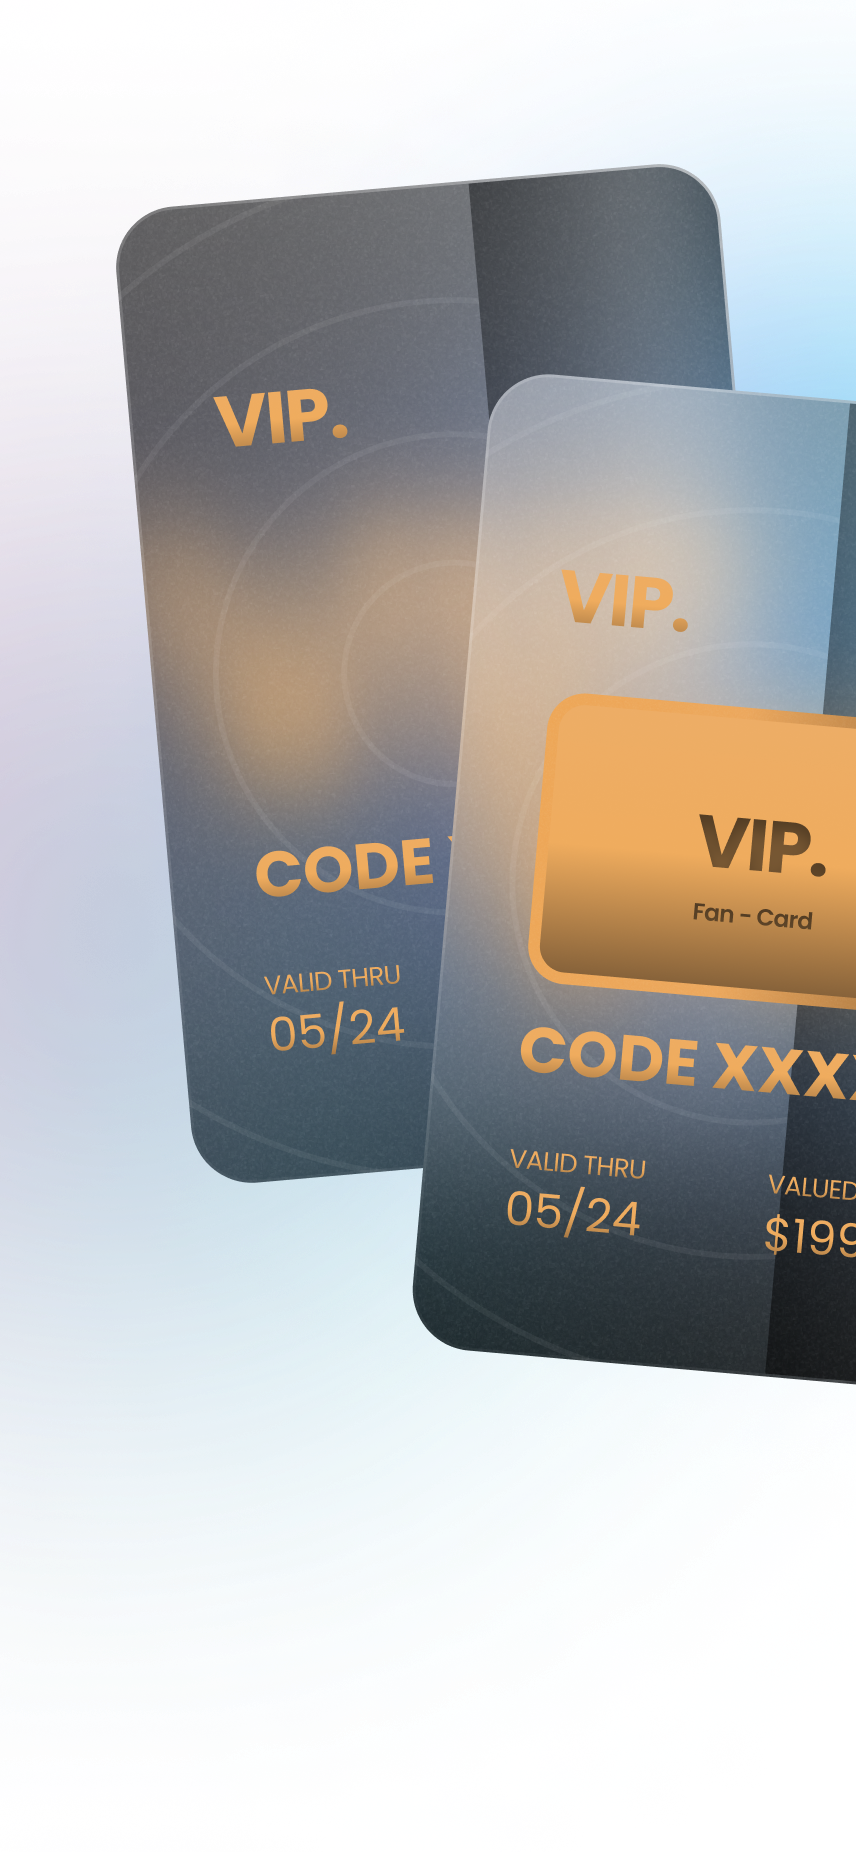 VIP.
CODE
VALID THRU
05/24
VIP.
VIP.
Fan - Card
CODE XXX
VALID THRU
05/24
VALUED
$199